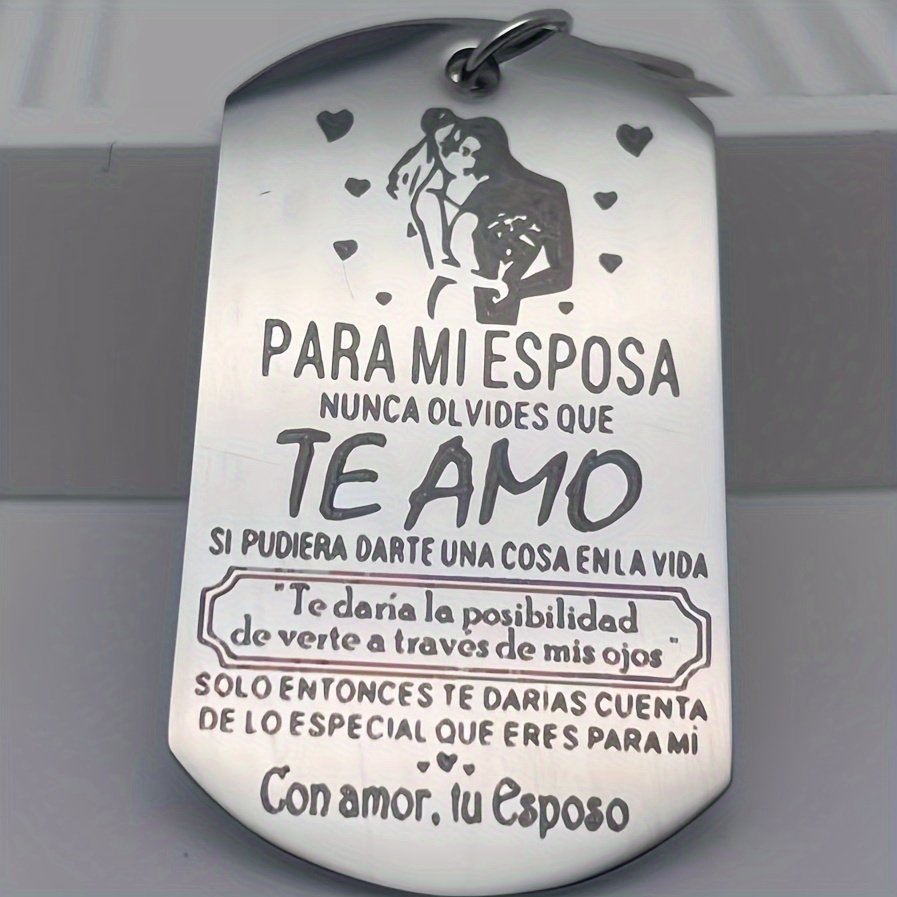 PARA MI ESPOSA
NUNCA OLVIDES QUE
TE AMO
SI PUDIERA DARTE UNA COSA EN LA VIDA
"Te daría la posibilidad
de verte a través de mis ojos"
SOLO ENTONCES TE DARIAS CUENTA
DE LO ESPECIAL QUE ERES PARA MÍ
Con amor, tu Esposo